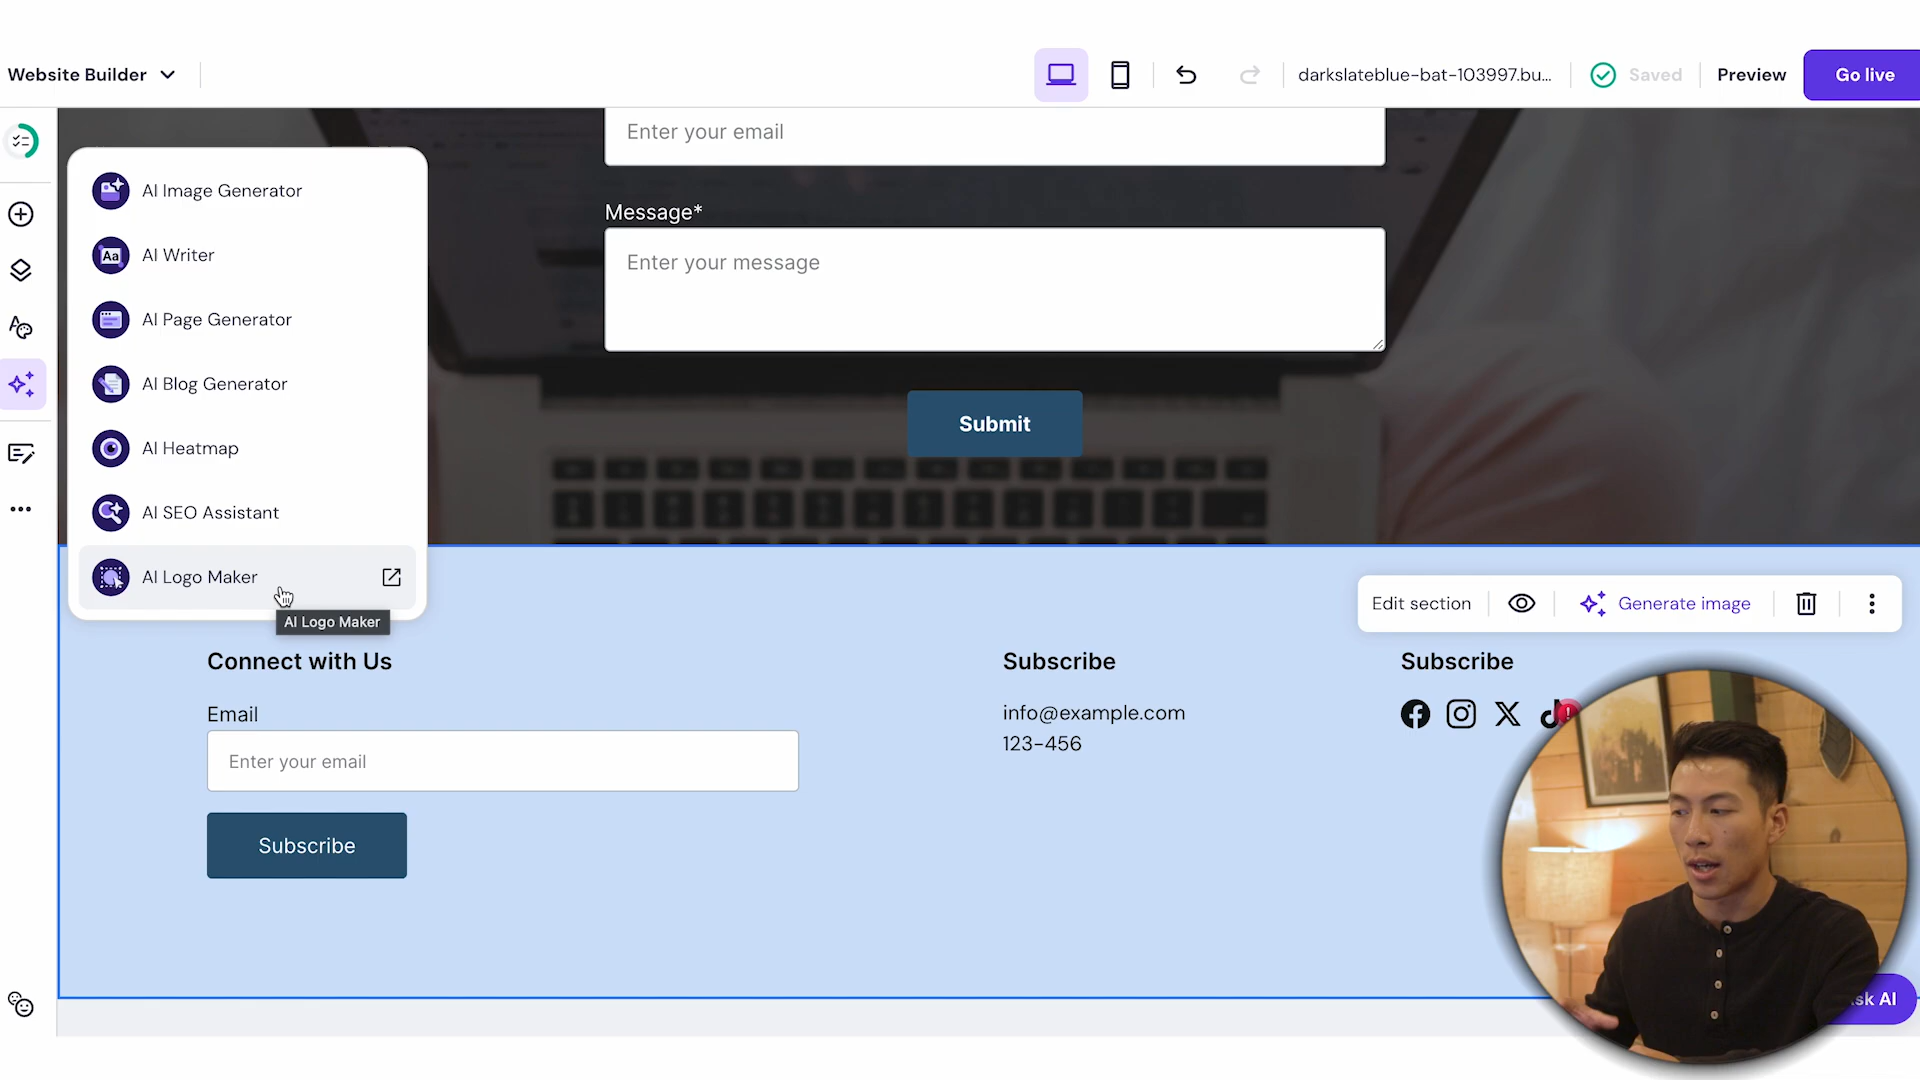 Website Builder
darkslateblue-bat-103997.bu...
Saved
Preview
Go live
AI Image Generator
Aa
AI Writer
AI Page Generator
AI Blog Generator
AI Heatmap
AI SEO Assistant
AI Logo Maker
AI Logo Maker
Enter your email
Message*
Enter your message
Submit
Edit section
Generate image
Connect with Us
Email
Enter your email
Subscribe
Subscribe
info@example.com
123-456
Subscribe
sk AI